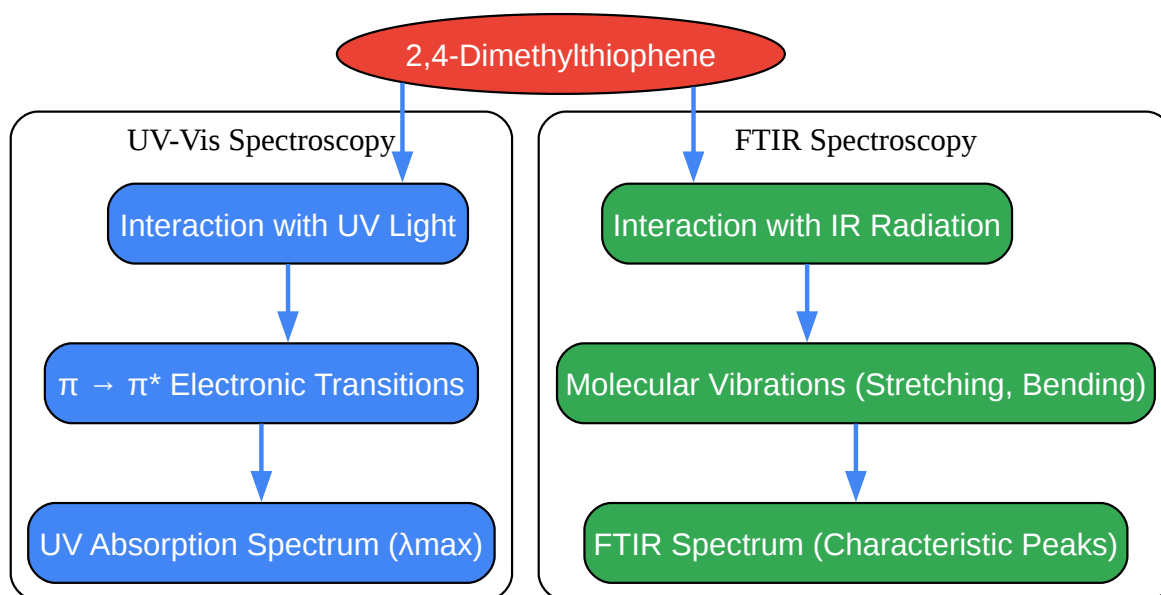 2,4-Dimethylthiophene
UV-Vis Spectroscopy
Interaction with UV Light
π → π* Electronic Transitions
UV Absorption Spectrum (λmax)
FTIR Spectroscopy
Interaction with IR Radiation
Molecular Vibrations (Stretching, Bending)
FTIR Spectrum (Characteristic Peaks)